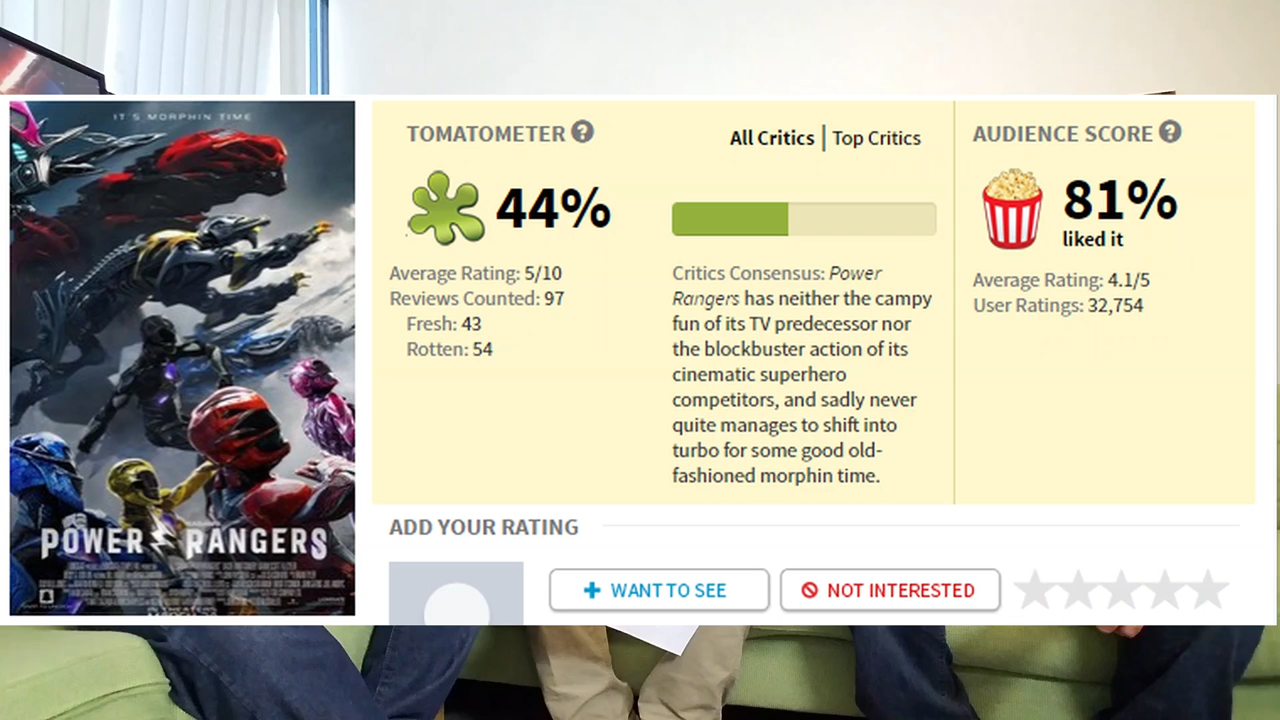 IT'S MORPHIN TIME
POWER RANGERS
TOMATOMETER ?
All Critics | Top Critics
44%
Average Rating: 5/10
Reviews Counted: 97
Fresh: 43
Rotten: 54
Critics Consensus: Power
Rangers has neither the campy
fun of its TV predecessor nor
the blockbuster action of its
cinematic superhero
competitors, and sadly never
quite manages to shift into
turbo for some good old-
fashioned morphin time.
AUDIENCE SCORE ?
81%
liked it
Average Rating: 4.1/5
User Ratings: 32,754
ADD YOUR RATING
WANT TO SEE
NOT INTERESTED